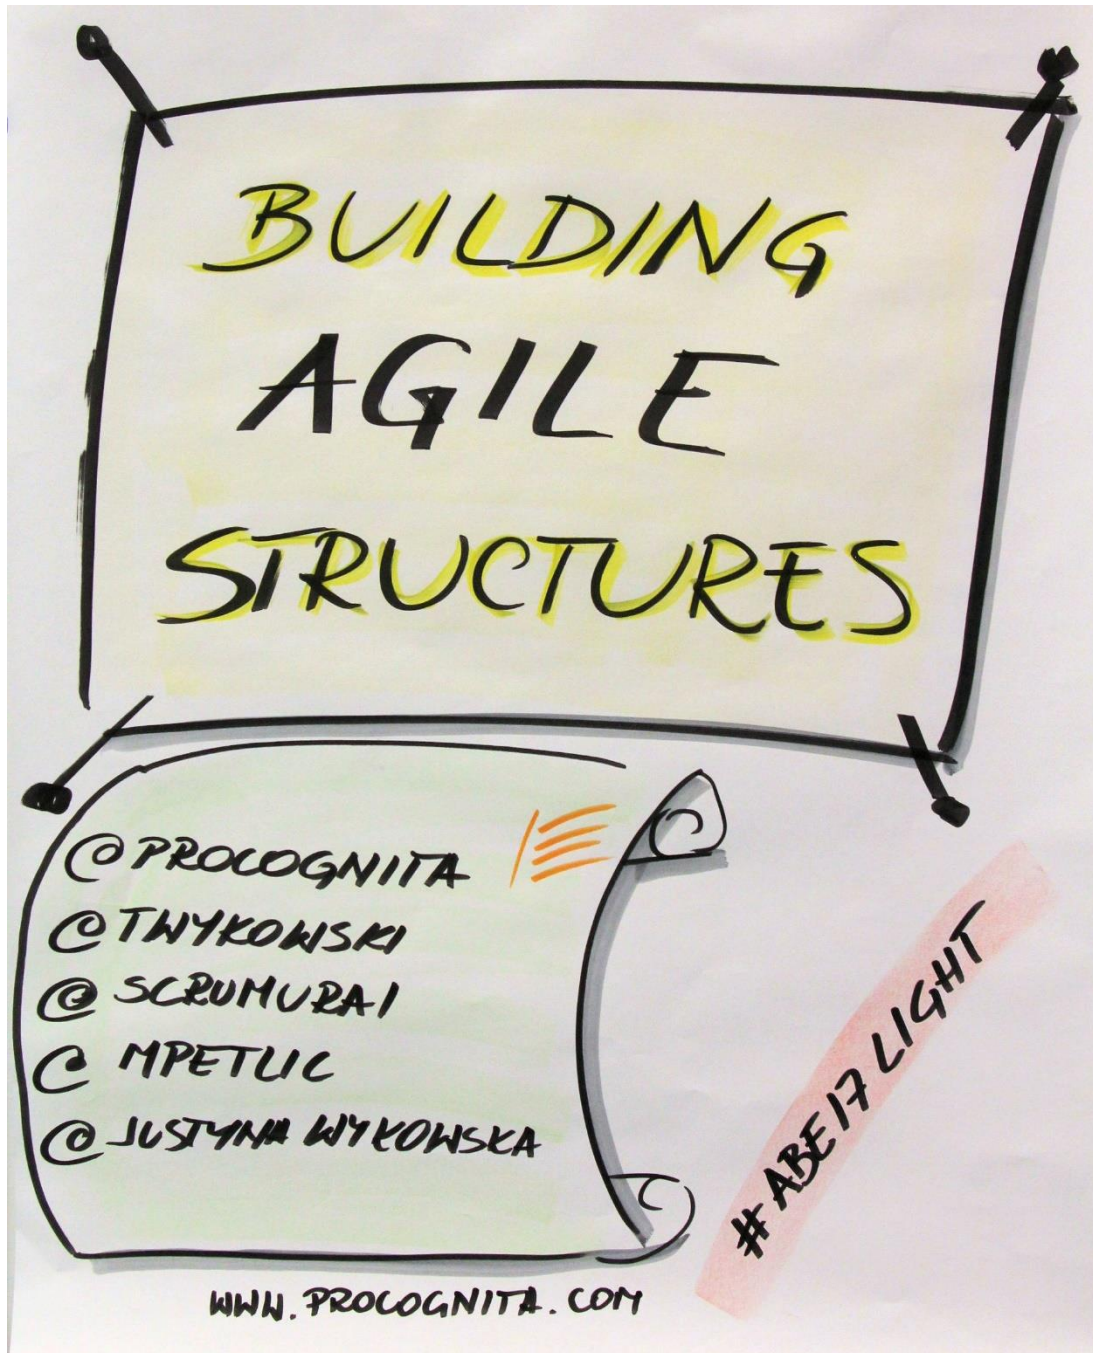 BUILDING
AGILE
STRUCTURES
@PROCOGNITA
@TWYKOWSKI
@SCRUMURAI
@MPETLIC
@JUSTYNA WYKOWSKA
#ABE17 LIGHT
WWW.PROCOGNITA.COM